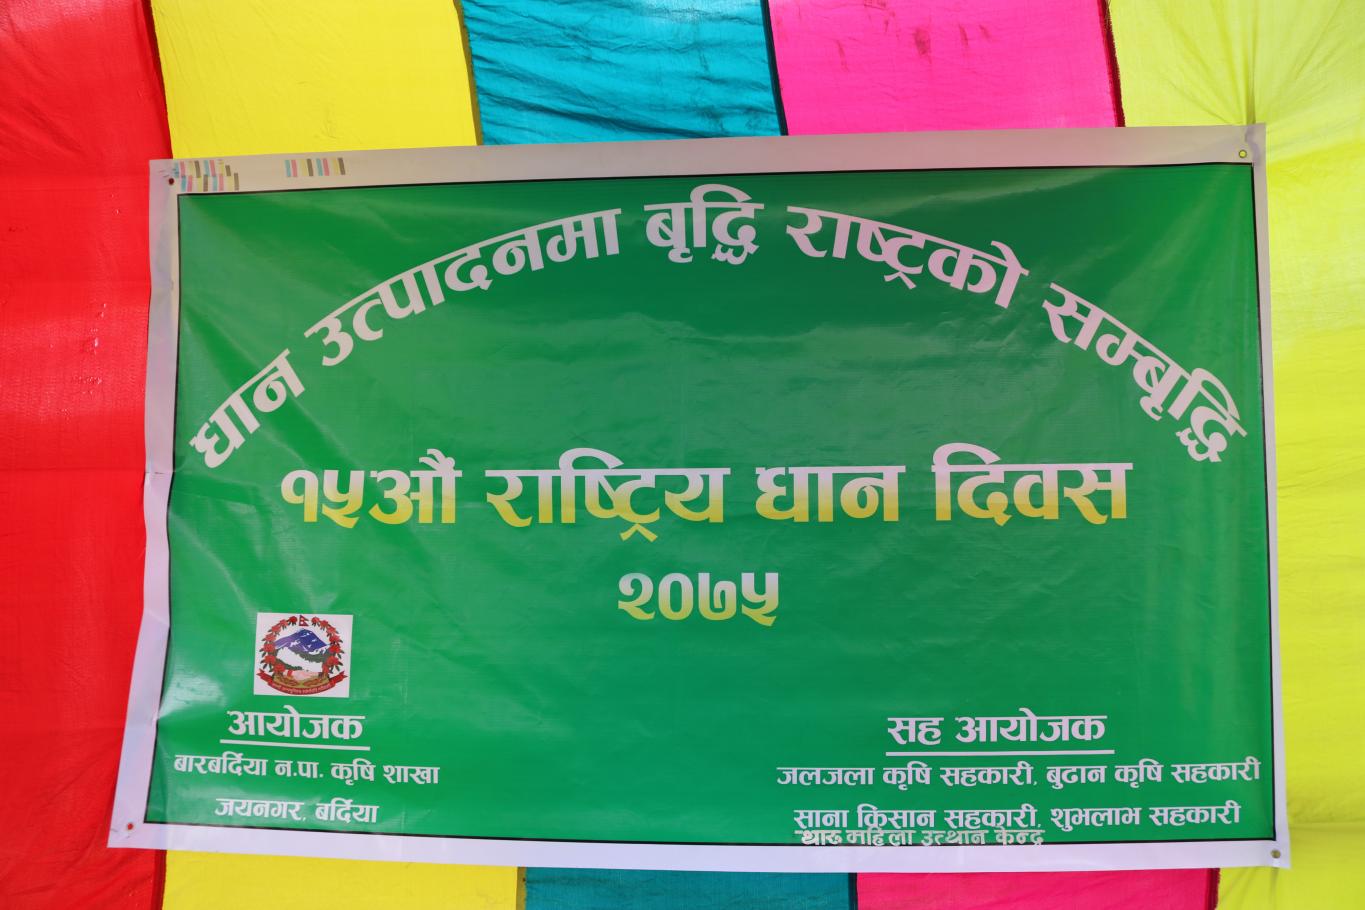 धान उत्पादनमा बृद्धि राष्ट्रको सम्बृद्धि
१५औं राष्ट्रिय धान दिवस
२०७५
आयोजक
बारबर्दिया न.पा. कृषि शाखा
जयनगर, बर्दिया
सह आयोजक
जलजला कृषि सहकारी, बुढान कृषि सहकारी
साना किसान सहकारी, शुभलाभ सहकारी
थारु महिला उत्थान केन्द्र